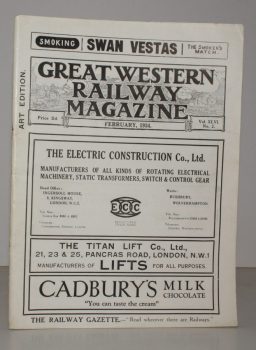 SMOKING SWAN VESTAS THE SMOKER'S MATCH
ART EDITION.
GREAT WESTERN
RAILWAY
MAGAZINE
Price 2d
FEBRUARY, 1934.
Vol. XLVI.
No. 2.
THE ELECTRIC CONSTRUCTION Co., Ltd.
MANUFACTURERS OF ALL KINDS OF ROTATING ELECTRICAL
MACHINERY, STATIC TRANSFORMERS, SWITCH & CONTROL GEAR
Head Office:
INGERSOLL HOUSE,
9, KINGSWAY,
LONDON, W.C.2.
Works:
BUSHBURY,
WOLVERHAMPTON
ECC
THE TITAN LIFT Co., Ltd.,
21, 23 & 25, PANCRAS ROAD, LONDON, N.W.1
MANUFACTURERS OF LIFTS FOR ALL PURPOSES.
CADBURY'S MILK CHOCOLATE
"You can taste the cream"
THE RAILWAY GAZETTE.—"Read wherever there are Railways."